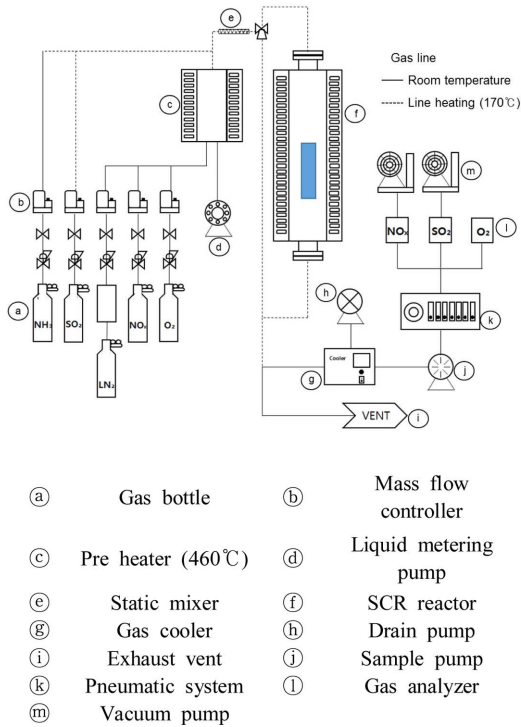 e
Gas line
Room temperature
Line heating (170℃)
c
f
m
b
NOₓ
SO₂
O₂
l
d
a
NH₃
SO₂
NOₓ
O₂
h
k
LN₂
Cooler
g
j
VENT
i
ⓐ Gas bottle ⓑ Mass flow controller
ⓒ Pre heater (460℃) ⓓ Liquid metering pump
ⓔ Static mixer ⓕ SCR reactor
ⓖ Gas cooler ⓗ Drain pump
ⓘ Exhaust vent ⓙ Sample pump
ⓚ Pneumatic system ⓛ Gas analyzer
ⓜ Vacuum pump